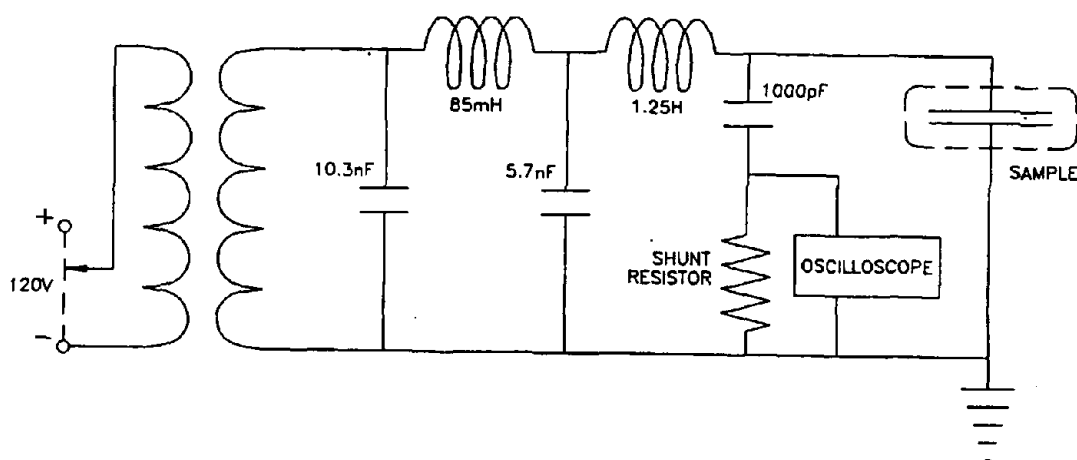 85mH
1.25H
1000pF
10.3nF
5.7nF
SAMPLE
+
120V
-
SHUNT
RESISTOR
OSCILLOSCOPE